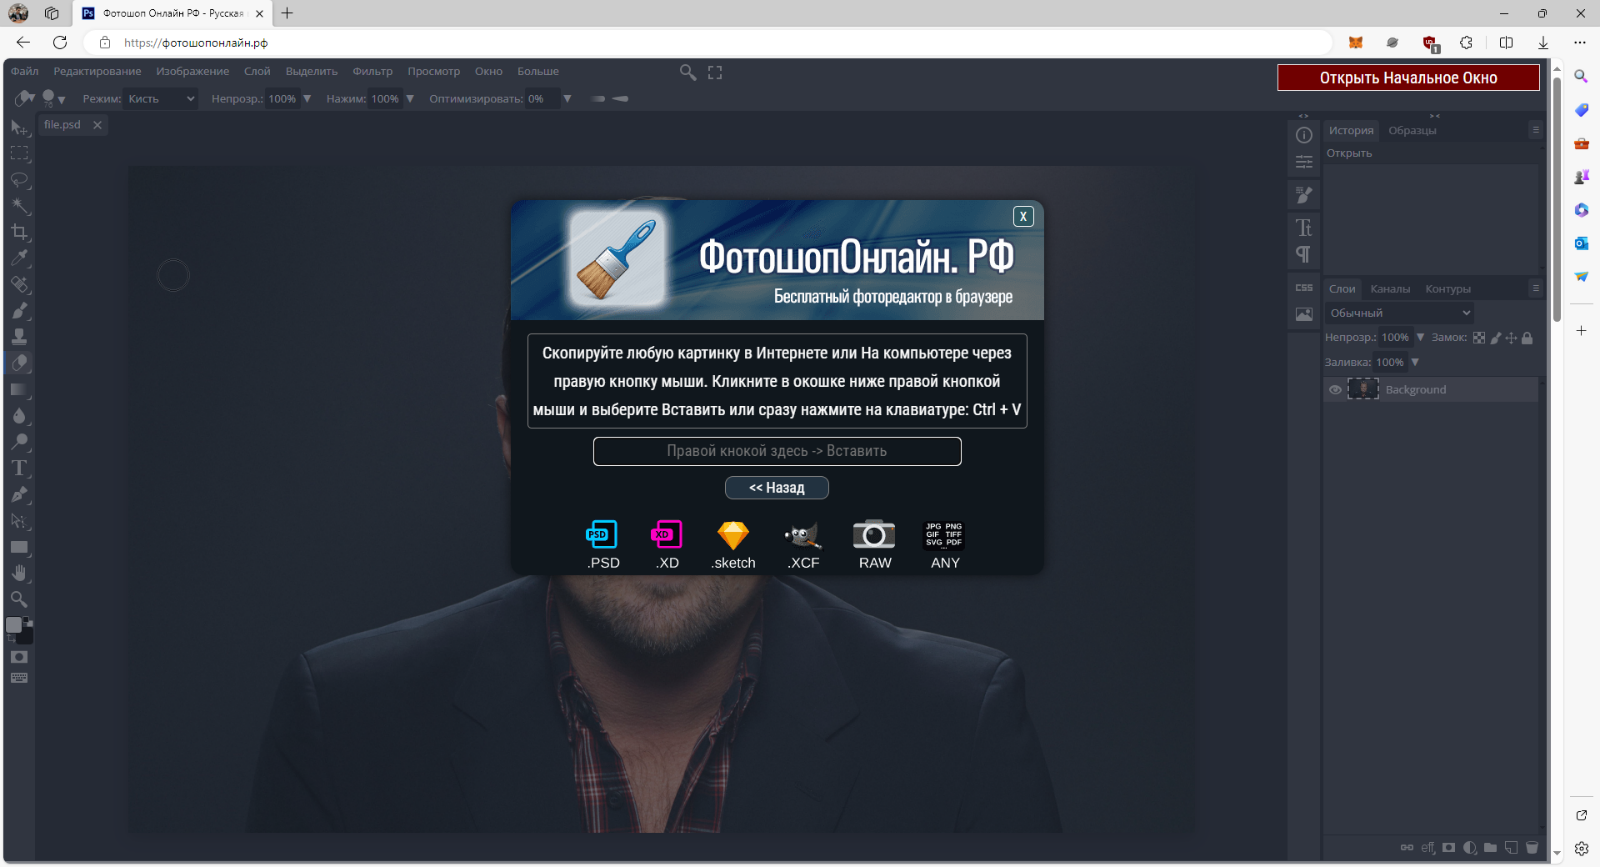 Фотошоп Онлайн РФ - Русская
https://фотошопонлайн.рф
1
Файл Редактирование Изображение Слой Выделить Фильтр Просмотр Окно Больше
Открыть Начальное Окно
Режим: Кисть Непрозр.: 100% Нажим: 100% Оптимизировать: 0%
file.psd
История Образцы
Открыть
X
ФотошопОнлайн. РФ
Бесплатный фоторедактор в браузере
CSS
Слои Каналы Контуры
Обычный
Непрозр.: 100% Замок:
Заливка: 100%
Background
Скопируйте любую картинку в Интернете или На компьютере через
правую кнопку мыши. Кликните в окошке ниже правой кнопкой
мыши и выберите Вставить или сразу нажмите на клавиатуре: Ctrl + V
Правой кнокой здесь -> Вставить
<< Назад
PSD XD JPG PNG
GIF TIFF
SVG PDF
.PSD .XD .sketch .XCF RAW ANY
eff